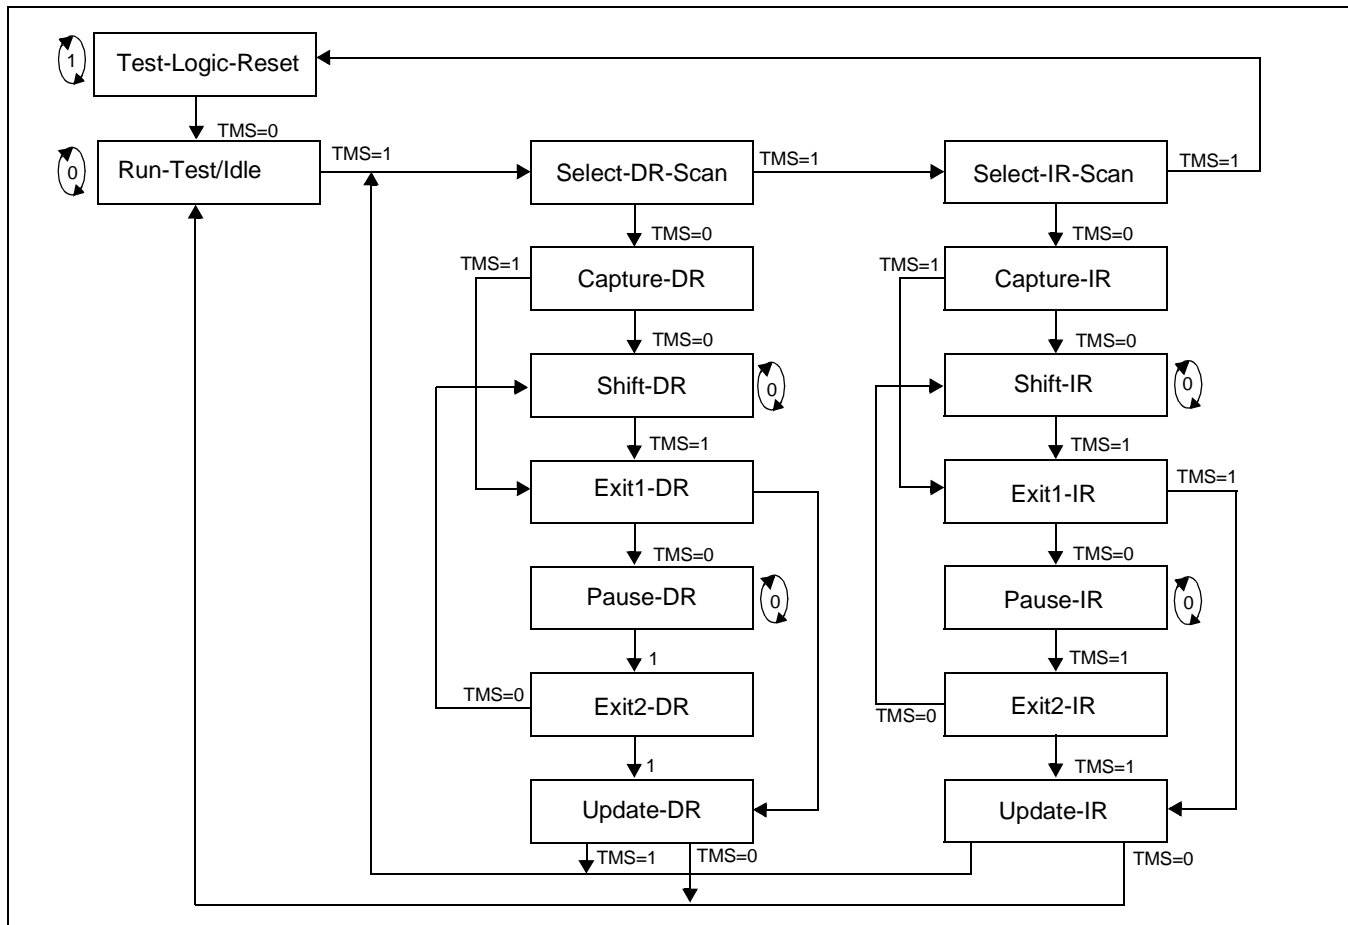 1
Test-Logic-Reset
TMS=0
0
Run-Test/Idle
TMS=1
Select-DR-Scan
TMS=1
Select-IR-Scan
TMS=1
TMS=0
TMS=0
TMS=1
Capture-DR
TMS=1
Capture-IR
TMS=0
TMS=0
Shift-DR
0
Shift-IR
0
TMS=1
TMS=1
Exit1-DR
Exit1-IR
TMS=1
TMS=0
TMS=0
Pause-DR
0
Pause-IR
0
1
TMS=1
TMS=0
Exit2-DR
TMS=0
Exit2-IR
1
TMS=1
Update-DR
Update-IR
TMS=1
TMS=0
TMS=0